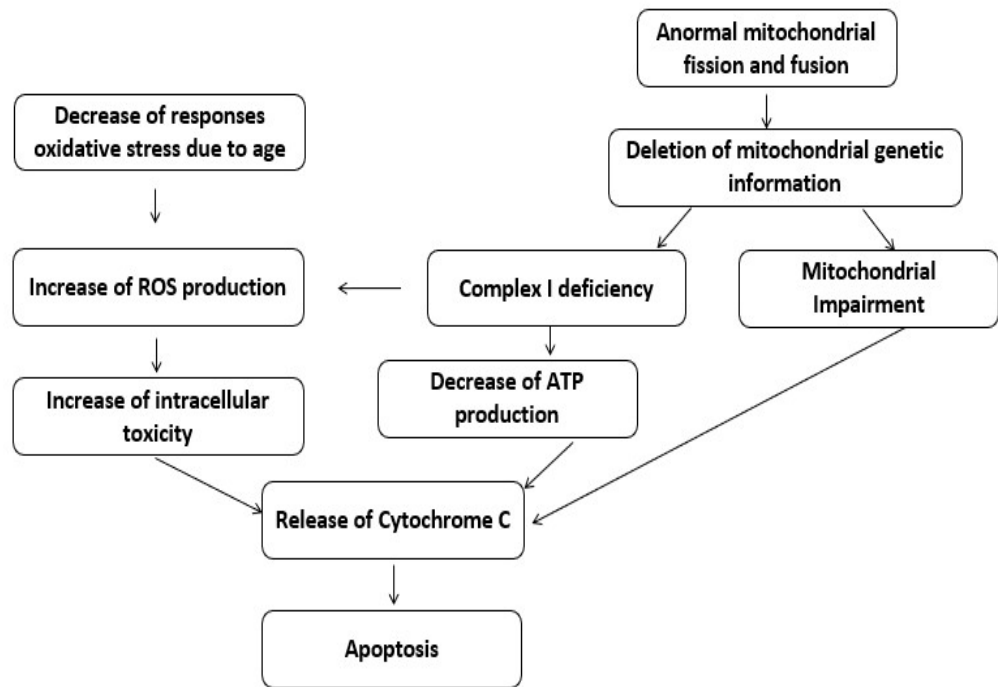 Anormal mitochondrial
fission and fusion
Decrease of responses
oxidative stress due to age
Deletion of mitochondrial genetic
information
Increase of ROS production
Complex I deficiency
Mitochondrial
Impairment
Increase of intracellular
toxicity
Decrease of ATP
production
Release of Cytochrome C
Apoptosis